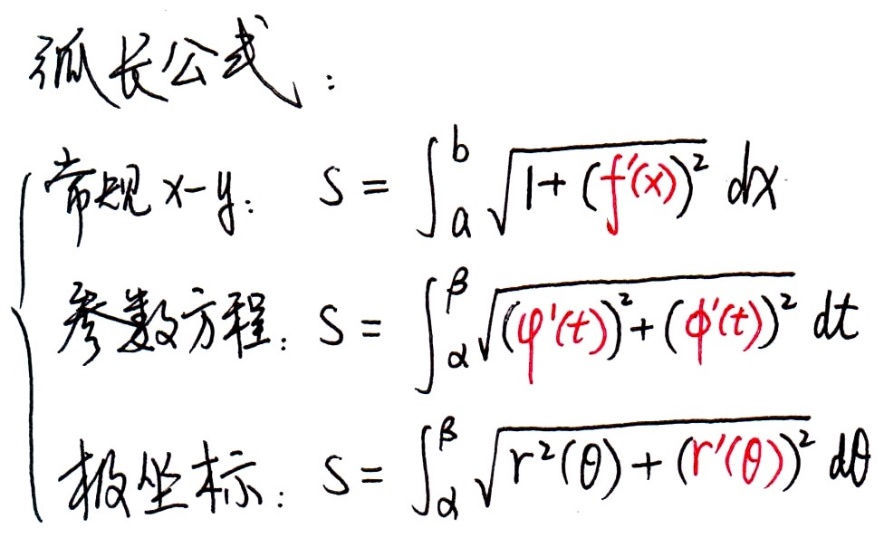 弧长公式:
常规 x-y: S = ∫_a^b √(1 + (f'(x))²) dx
参数方程: S = ∫_α^β √((φ'(t))² + (ϕ'(t))²) dt
极坐标: S = ∫_α^β √(r²(θ) + (r'(θ))²) dθ